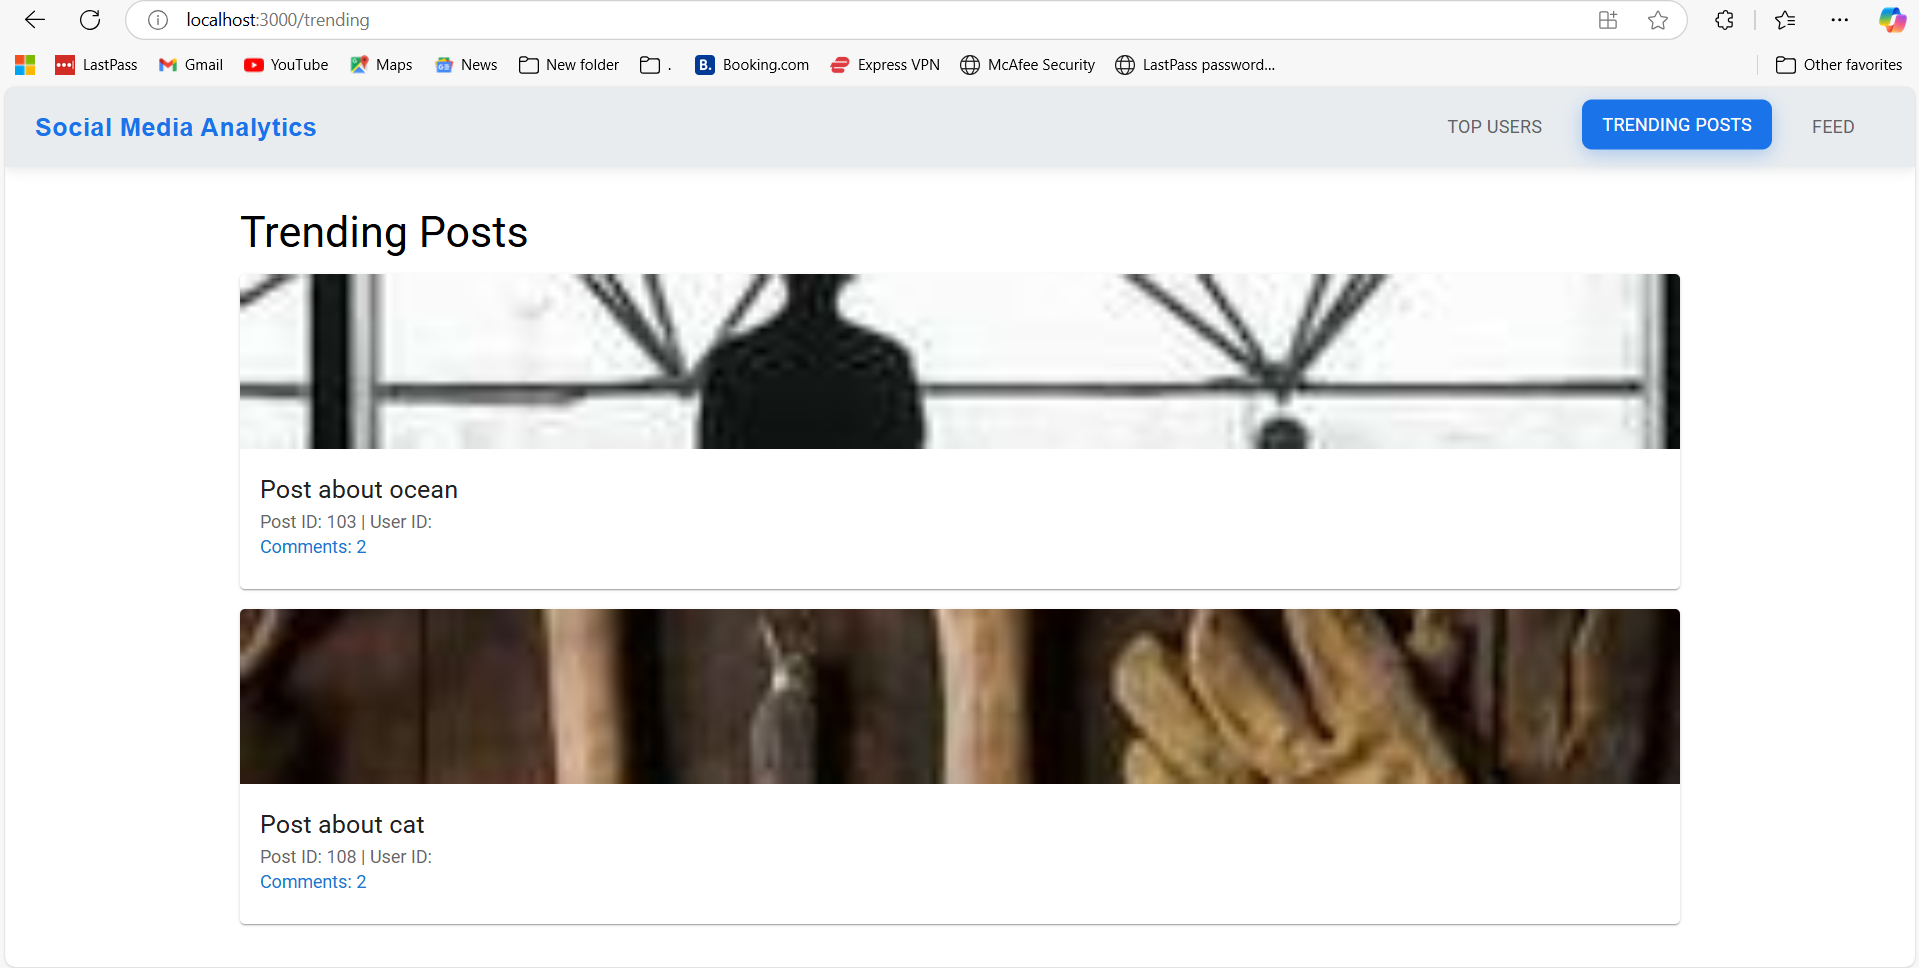 localhost:3000/trending
LastPass Gmail YouTube Maps News New folder . B. Booking.com Express VPN McAfee Security LastPass password... Other favorites
Social Media Analytics TOP USERS TRENDING POSTS FEED
Trending Posts
Post about ocean
Post ID: 103 | User ID:
Comments: 2
Post about cat
Post ID: 108 | User ID:
Comments: 2